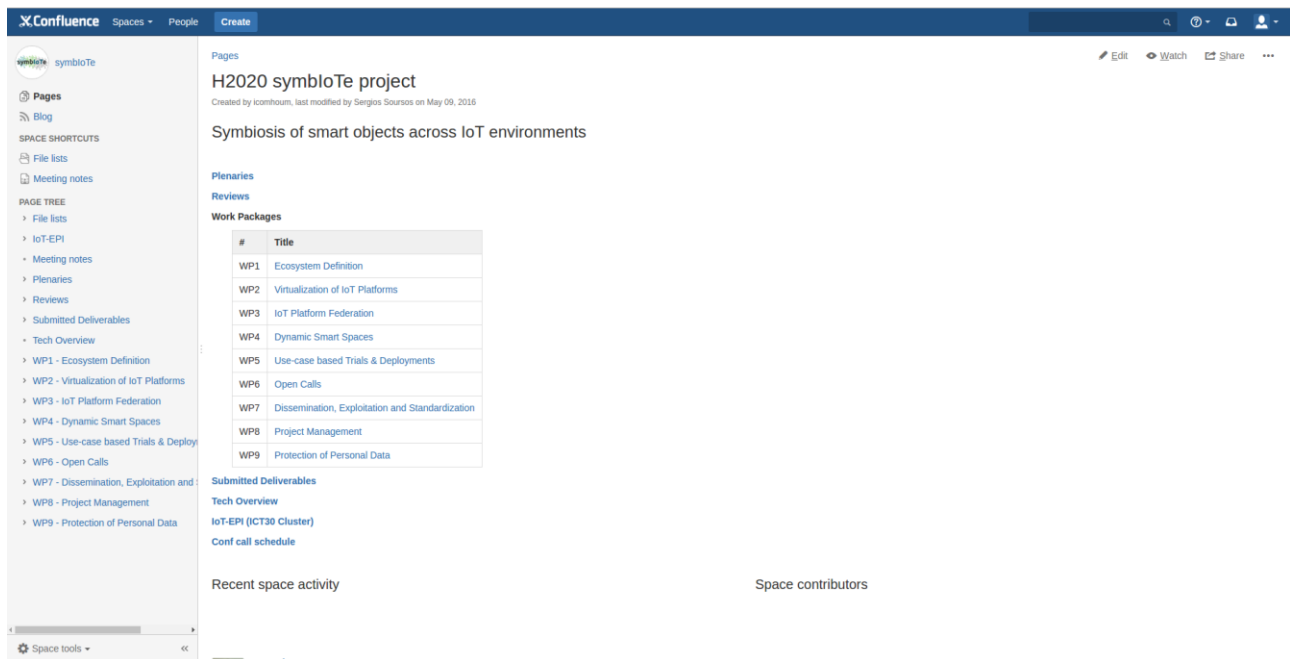 Confluence Spaces People Create
symbIoTe symbIoTe
Pages
Blog
SPACE SHORTCUTS
File lists
Meeting notes
PAGE TREE
File lists
IoT-EPI
Meeting notes
Plenaries
Reviews
Submitted Deliverables
Tech Overview
WP1 - Ecosystem Definition
WP2 - Virtualization of IoT Platforms
WP3 - IoT Platform Federation
WP4 - Dynamic Smart Spaces
WP5 - Use-case based Trials & Deploy
WP6 - Open Calls
WP7 - Dissemination, Exploitation and
WP8 - Project Management
WP9 - Protection of Personal Data
Space tools
Pages
Edit Watch Share
H2020 symbIoTe project
Created by icomhoum, last modified by Sergios Soursos on May 09, 2016
Symbiosis of smart objects across IoT environments
Plenaries
Reviews
Work Packages
# Title
WP1 Ecosystem Definition
WP2 Virtualization of IoT Platforms
WP3 IoT Platform Federation
WP4 Dynamic Smart Spaces
WP5 Use-case based Trials & Deployments
WP6 Open Calls
WP7 Dissemination, Exploitation and Standardization
WP8 Project Management
WP9 Protection of Personal Data
Submitted Deliverables
Tech Overview
IoT-EPI (ICT30 Cluster)
Conf call schedule
Recent space activity
Space contributors